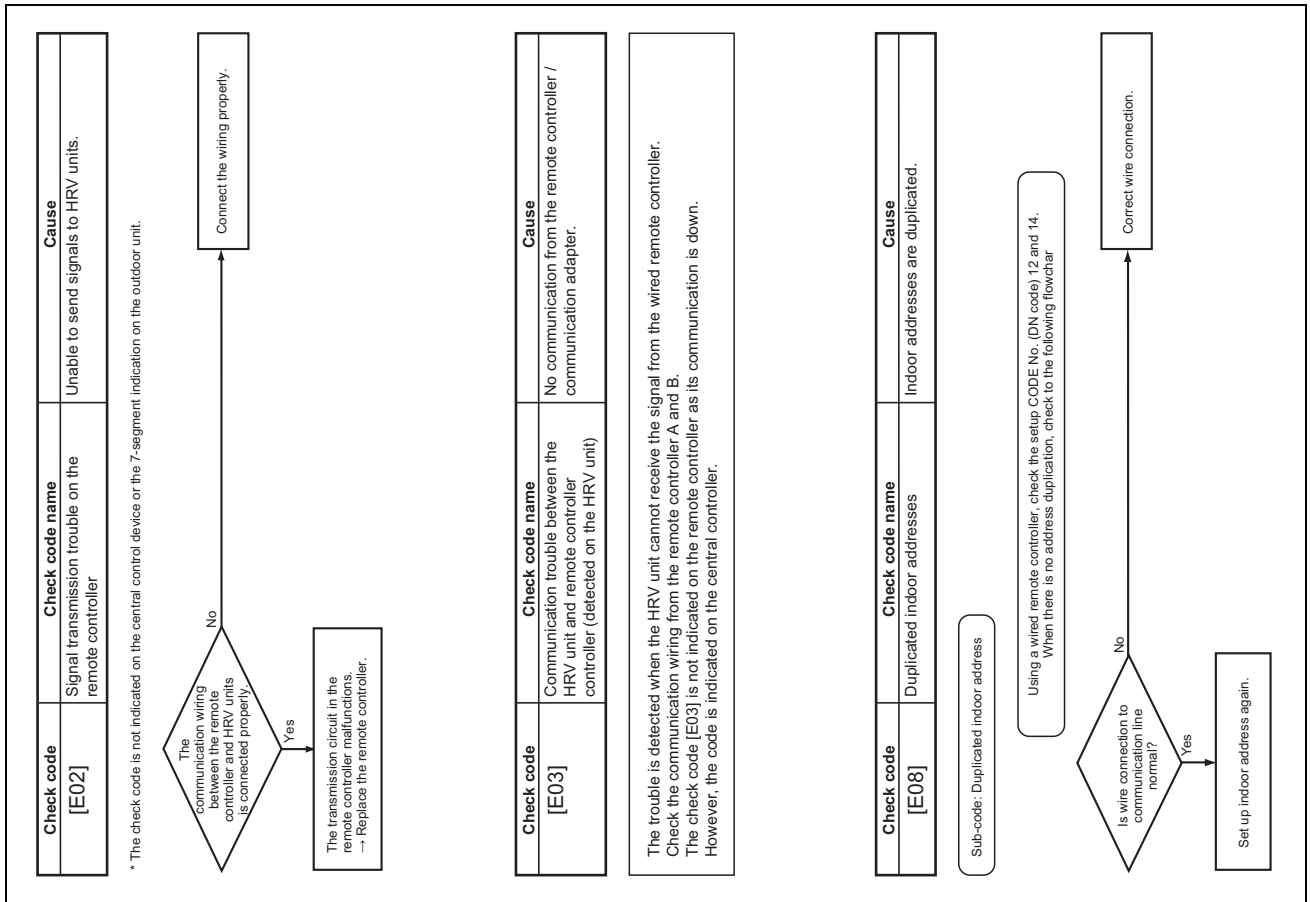 Check code
Check code name
Cause
[E02]
Signal transmission trouble on the
remote controller
Unable to send signals to HRV units.
* The check code is not indicated on the central control device or the 7-segment indication on the outdoor unit.
The
communication wiring
between the remote
controller and HRV units
is connected properly.
No
Connect the wiring properly.
Yes
The transmission circuit in the
remote controller malfunctions.
→ Replace the remote controller.
Check code
Check code name
Cause
[E03]
Communication trouble between the
HRV unit and remote controller
controller (detected on the HRV unit)
No communication from the remote controller /
communication adapter.
The trouble is detected when the HRV unit cannot receive the signal from the wired remote controller.
Check the communication wiring from the remote controller A and B.
The check code [E03] is not indicated on the remote controller as its communication is down.
However, the code is indicated on the central controller.
Check code
Check code name
Cause
[E08]
Duplicated indoor addresses
Indoor addresses are duplicated.
Sub-code: Duplicated indoor address
Using a wired remote controller, check the setup CODE No. (DN code) 12 and 14.
When there is no address duplication, check to the following flowchar
Is wire connection to
communication line
normal?
No
Correct wire connection.
Yes
Set up indoor address again.